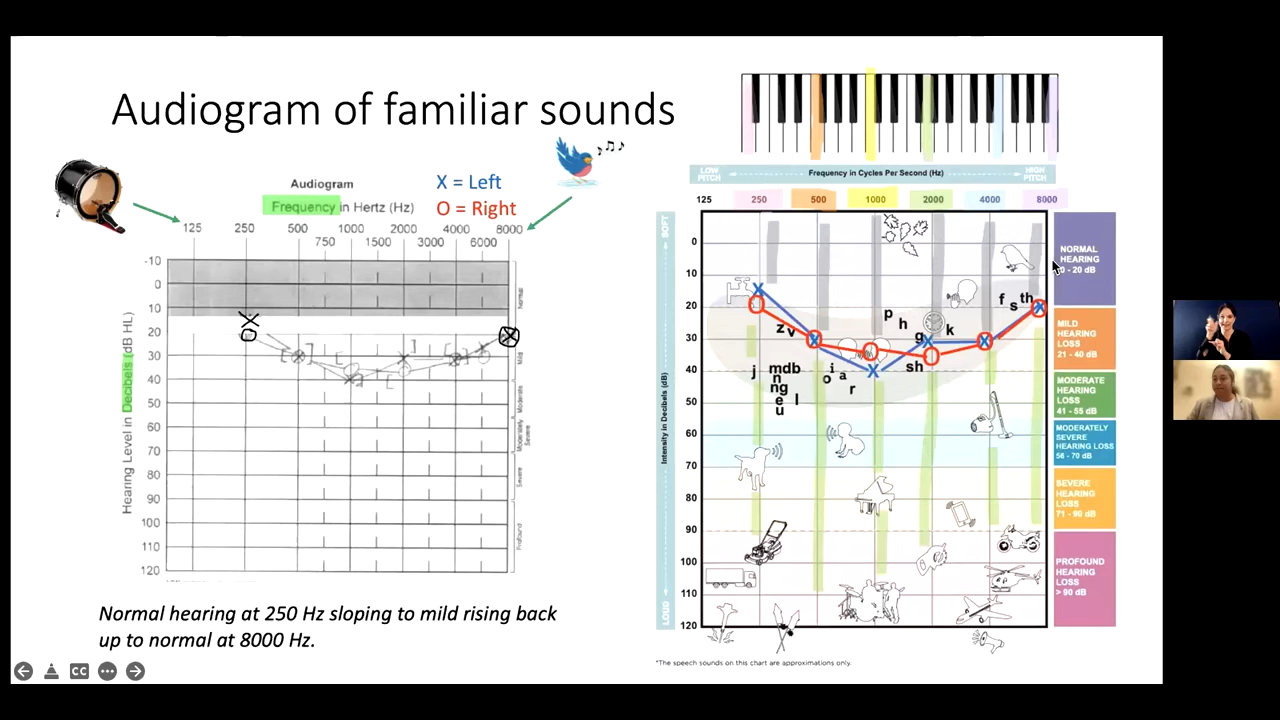 Audiogram of familiar sounds
Audiogram
Frequency in Hertz (Hz)
X = Left
O = Right
125 250 500 1000 2000 4000 8000
750 1500 3000 6000
Hearing Level in Decibels (dB HL)
-10
0
10
20
30
40
50
60
70
80
90
100
110
120
Normal
Mild
Moderate
Moderately
Severe
Severe
Profound
Normal hearing at 250 Hz sloping to mild rising back
up to normal at 8000 Hz.
LOW
PITCH
Frequency in Cycles Per Second (Hz)
HIGH
PITCH
125 250 500 1000 2000 4000 8000
SOFT
Intensity in Decibels (dB)
LOUD
0
10
20
30
40
50
60
70
80
90
100
110
120
z v
j
m d b
n
ng
e
u
l
i
o a
r
p
h
g
k
sh
f
s
th
NORMAL
HEARING
0 - 20 dB
MILD
HEARING
LOSS
21 - 40 dB
MODERATE
HEARING
LOSS
41 - 55 dB
MODERATELY
SEVERE
HEARING LOSS
56 - 70 dB
SEVERE
HEARING
LOSS
71 - 90 dB
PROFOUND
HEARING
LOSS
> 90 dB
*The speech sounds on this chart are approximations only.
CC